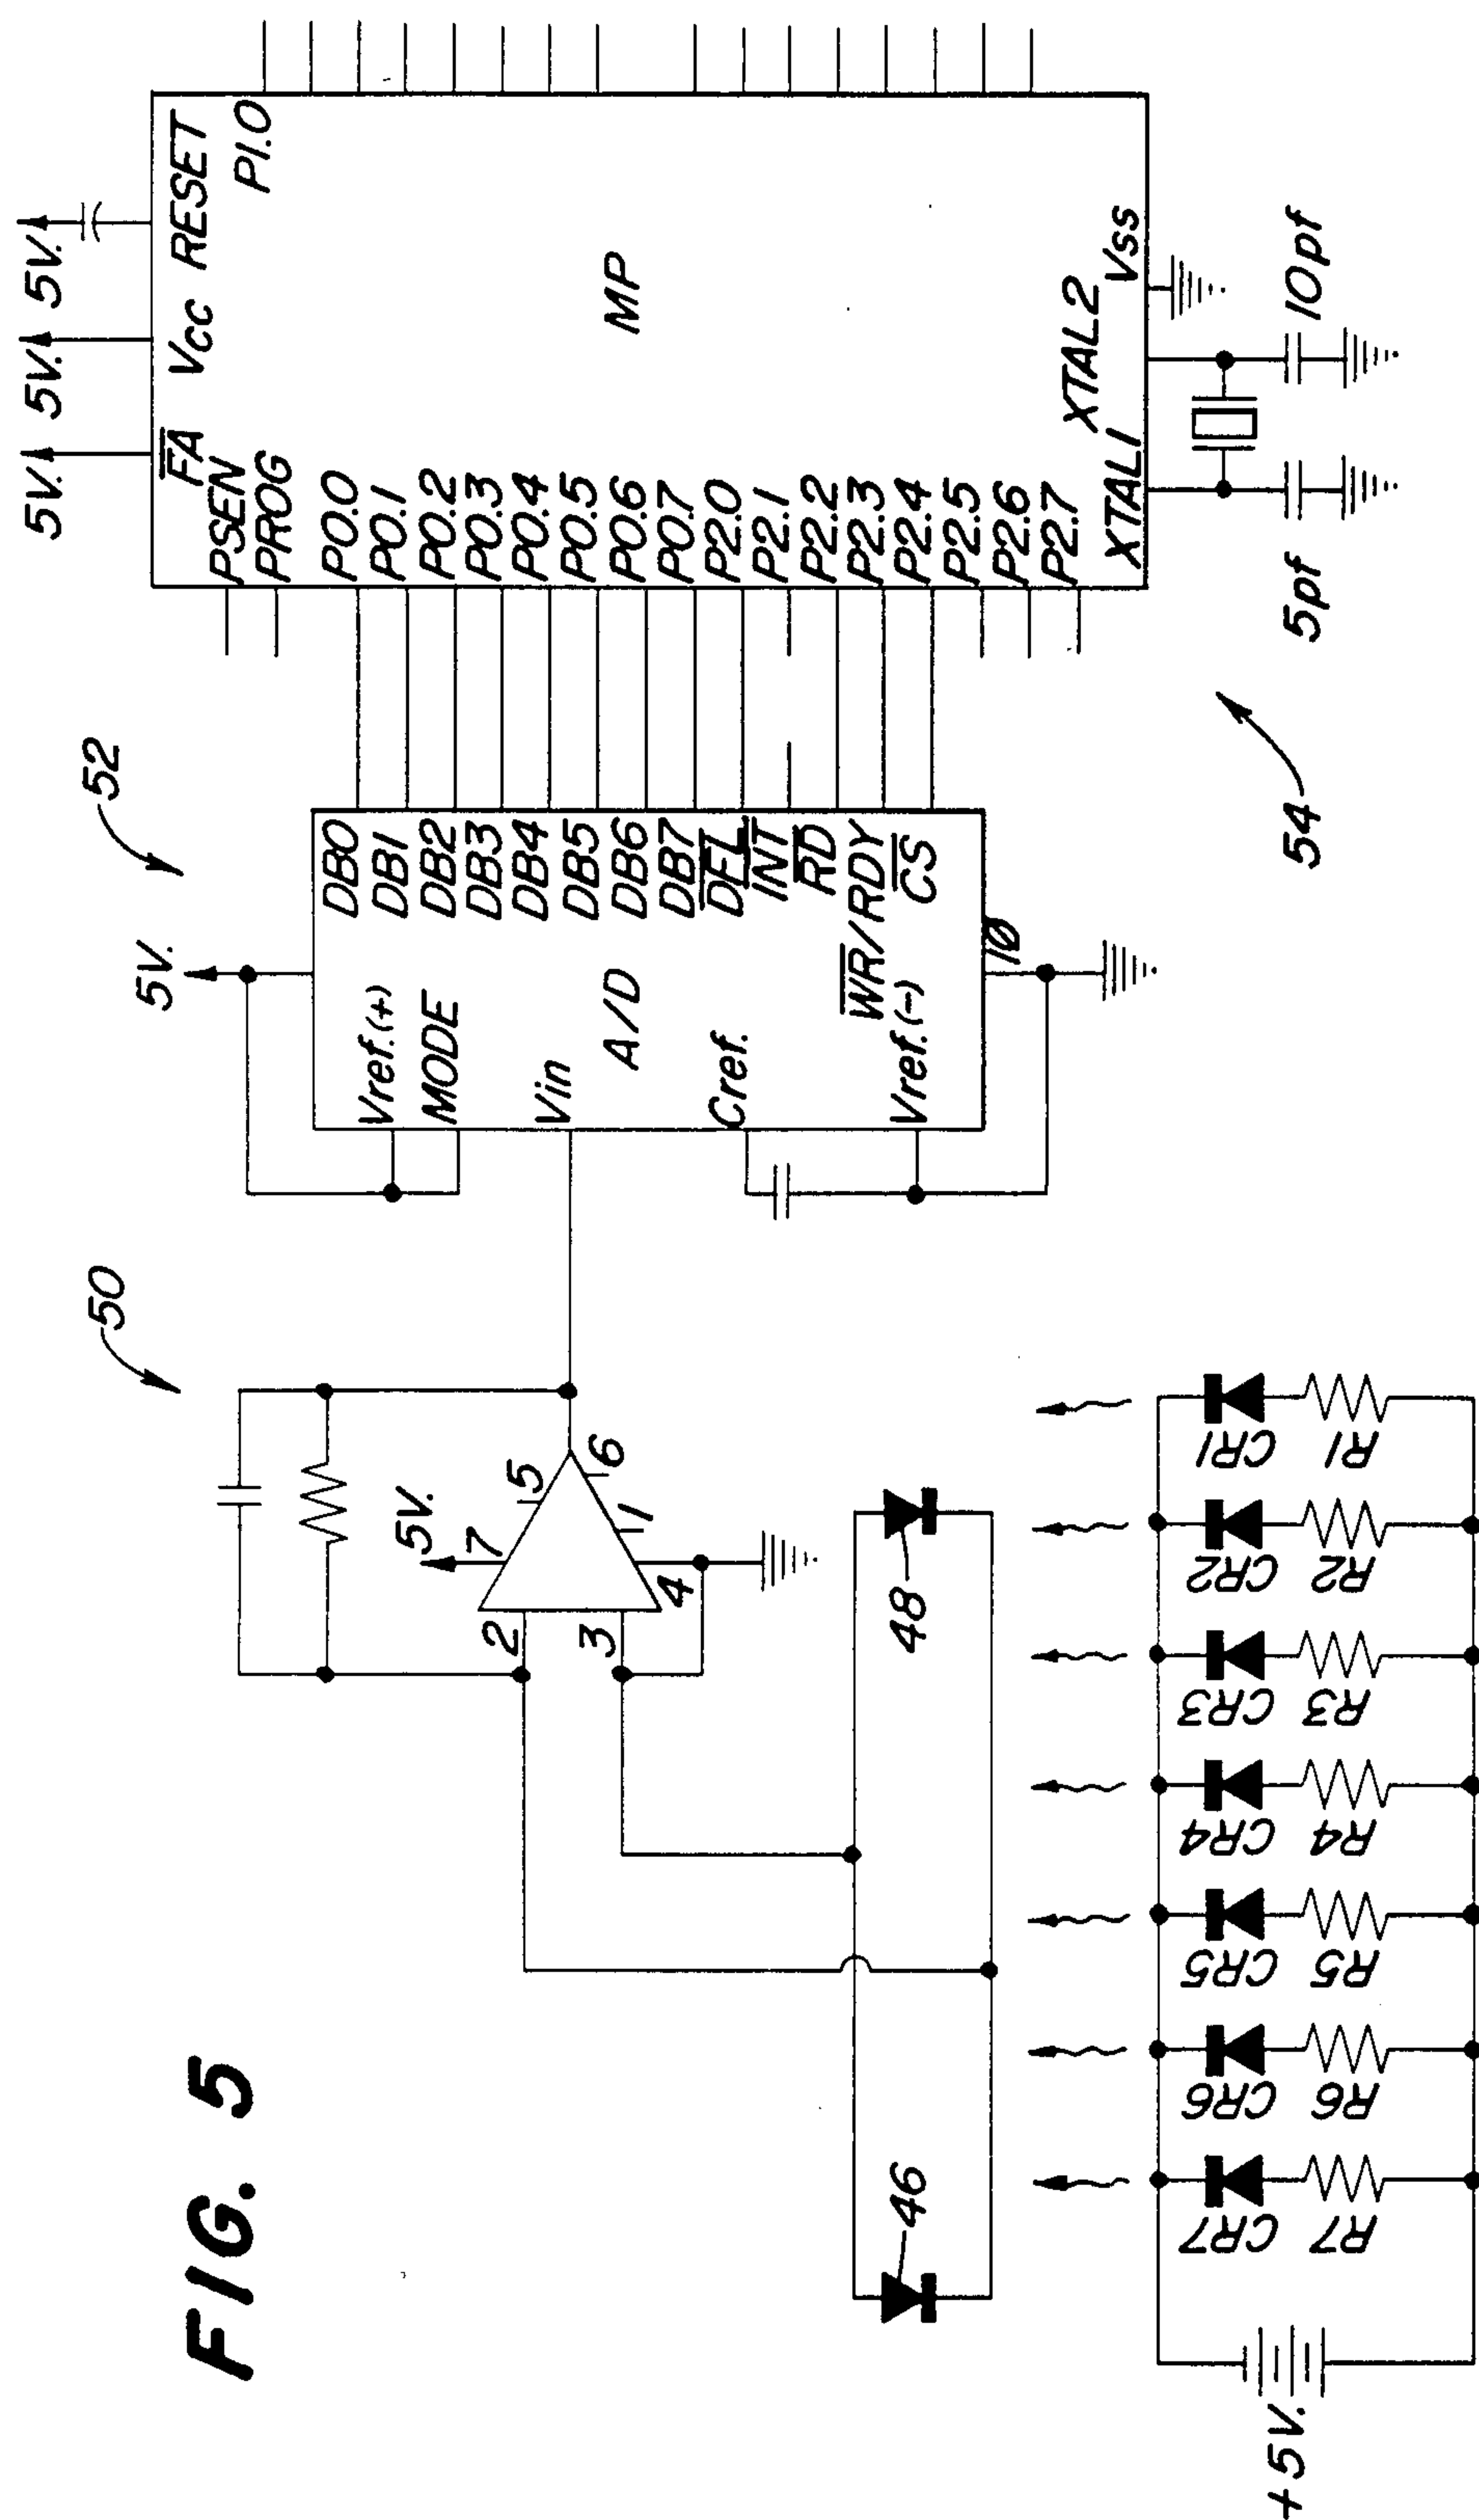 FIG. 5
50
52
54
5V.
5V.
5V.
EA
Vcc
RESET
PSEN
PROG
P1.0
P0.0
P0.1
P0.2
P0.3
P0.4
P0.5
P0.6
P0.7
P2.0
P2.1
P2.2
P2.3
P2.4
P2.5
P2.6
P2.7
MP
XTAL1
XTAL2
Vss
5pf
10pf
5V.
Vref.(+)
MODE
Vin
A/D
Cref.
Vref.(-)
DB0
DB1
DB2
DB3
DB4
DB5
DB6
DB7
DEL
INT
RD
WR/RDY
CS
10
5V.
7
5
2
3
4
1
6
46
48
+5V.
CR7
CR6
CR5
CR4
CR3
CR2
CR1
R7
R6
R5
R4
R3
R2
R1